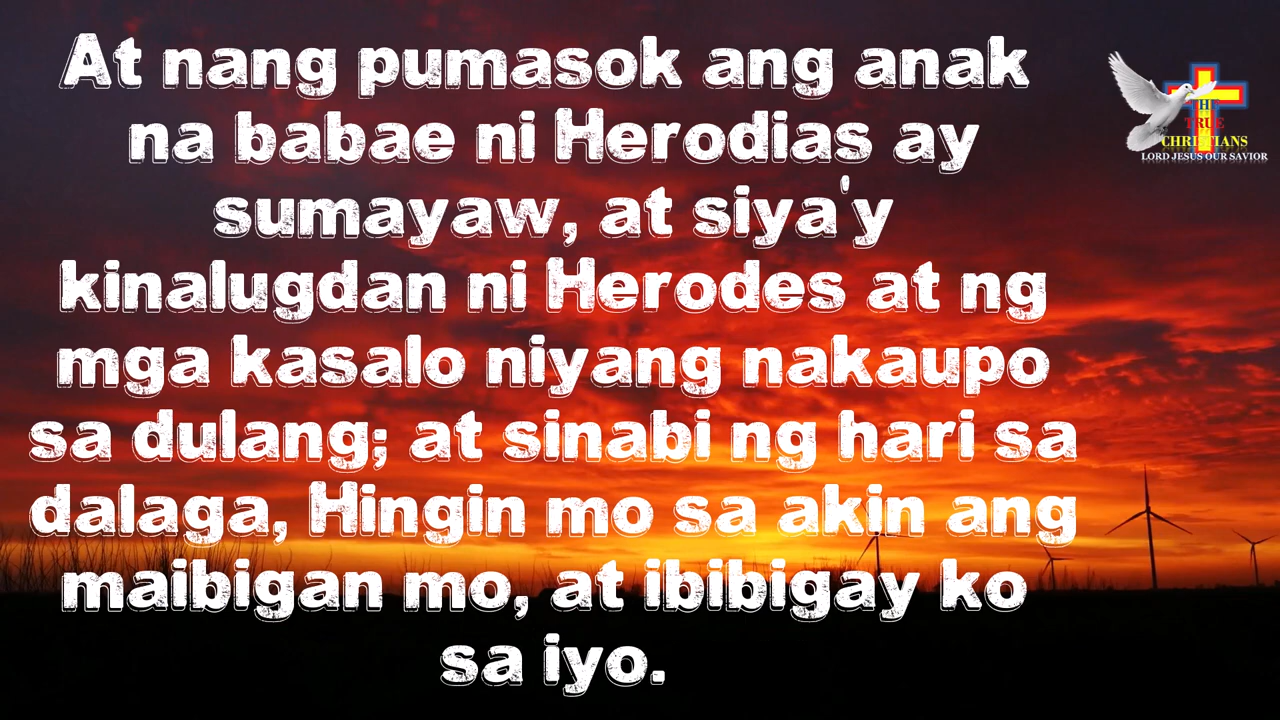 At nang pumasok ang anak
na babae ni Herodias ay
sumayaw, at siya'y
kinalugdan ni Herodes at ng
mga kasalo niyang nakaupo
sa dulang; at sinabi ng hari sa
dalaga, Hingin mo sa akin ang
maibigan mo, at ibibigay ko
sa iyo.
THE
TRUE
CHRISTIANS
LORD JESUS OUR SAVIOR